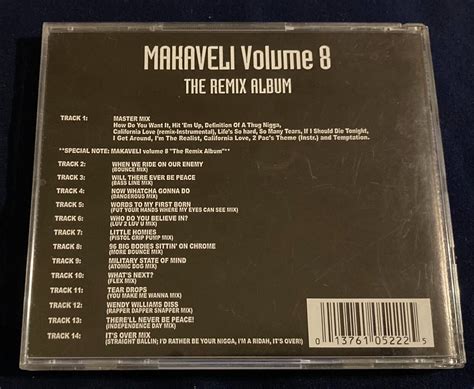 MAKAVELI Volume 8
THE REMIX ALBUM
TRACK 1: MASTER MIX
How Do You Want It, Hit 'Em Up, Definition Of A Thug Nigga,
California Love (remix-Instrumental), Life's So hard, So Many Tears, If I Should Die Tonight,
I Get Around, I'm The Realist, California Love, 2 Pac's Theme (Instr.) and Temptation.
**SPECIAL NOTE: MAKAVELI volume 8 "The Remix Album"**
TRACK 2: WHEN WE RIDE ON OUR ENEMY
(BOUNCE MIX)
TRACK 3: WILL THERE EVER BE PEACE
(BASS LINE MIX)
TRACK 4: NOW WHATCHA GONNA DO
(DANGEROUS MIX)
TRACK 5: WORDS TO MY FIRST BORN
(PUT YOUR HANDS WHERE MY EYES CAN SEE MIX)
TRACK 6: WHO DO YOU BELIEVE IN?
(LUV 2 LUV U MIX)
TRACK 7: LITTLE HOMIES
(PISTOL GRIP PUMP MIX)
TRACK 8: 96 BIG BODIES SITTIN' ON CHROME
(MORE BOUNCE MIX)
TRACK 9: MILITARY STATE OF MIND
(ATOMIC DOG MIX)
TRACK 10: WHAT'S NEXT?
(FLEX MIX)
TRACK 11: TEAR DROPS
(YOU MAKE ME WANNA MIX)
TRACK 12: WENDY WILLIAMS DISS
(RAPPER DAPPER SNAPPER MIX)
TRACK 13: THERE'LL NEVER BE PEACE!
(INDEPENDENCE DAY MIX)
TRACK 14: IT'S OVER MIX
(STRAIGHT BALLIN; I'D RATHER BE YOUR NIGGA, I'M A RIDAH, IT'S OVER!)
0 13761 05222 5